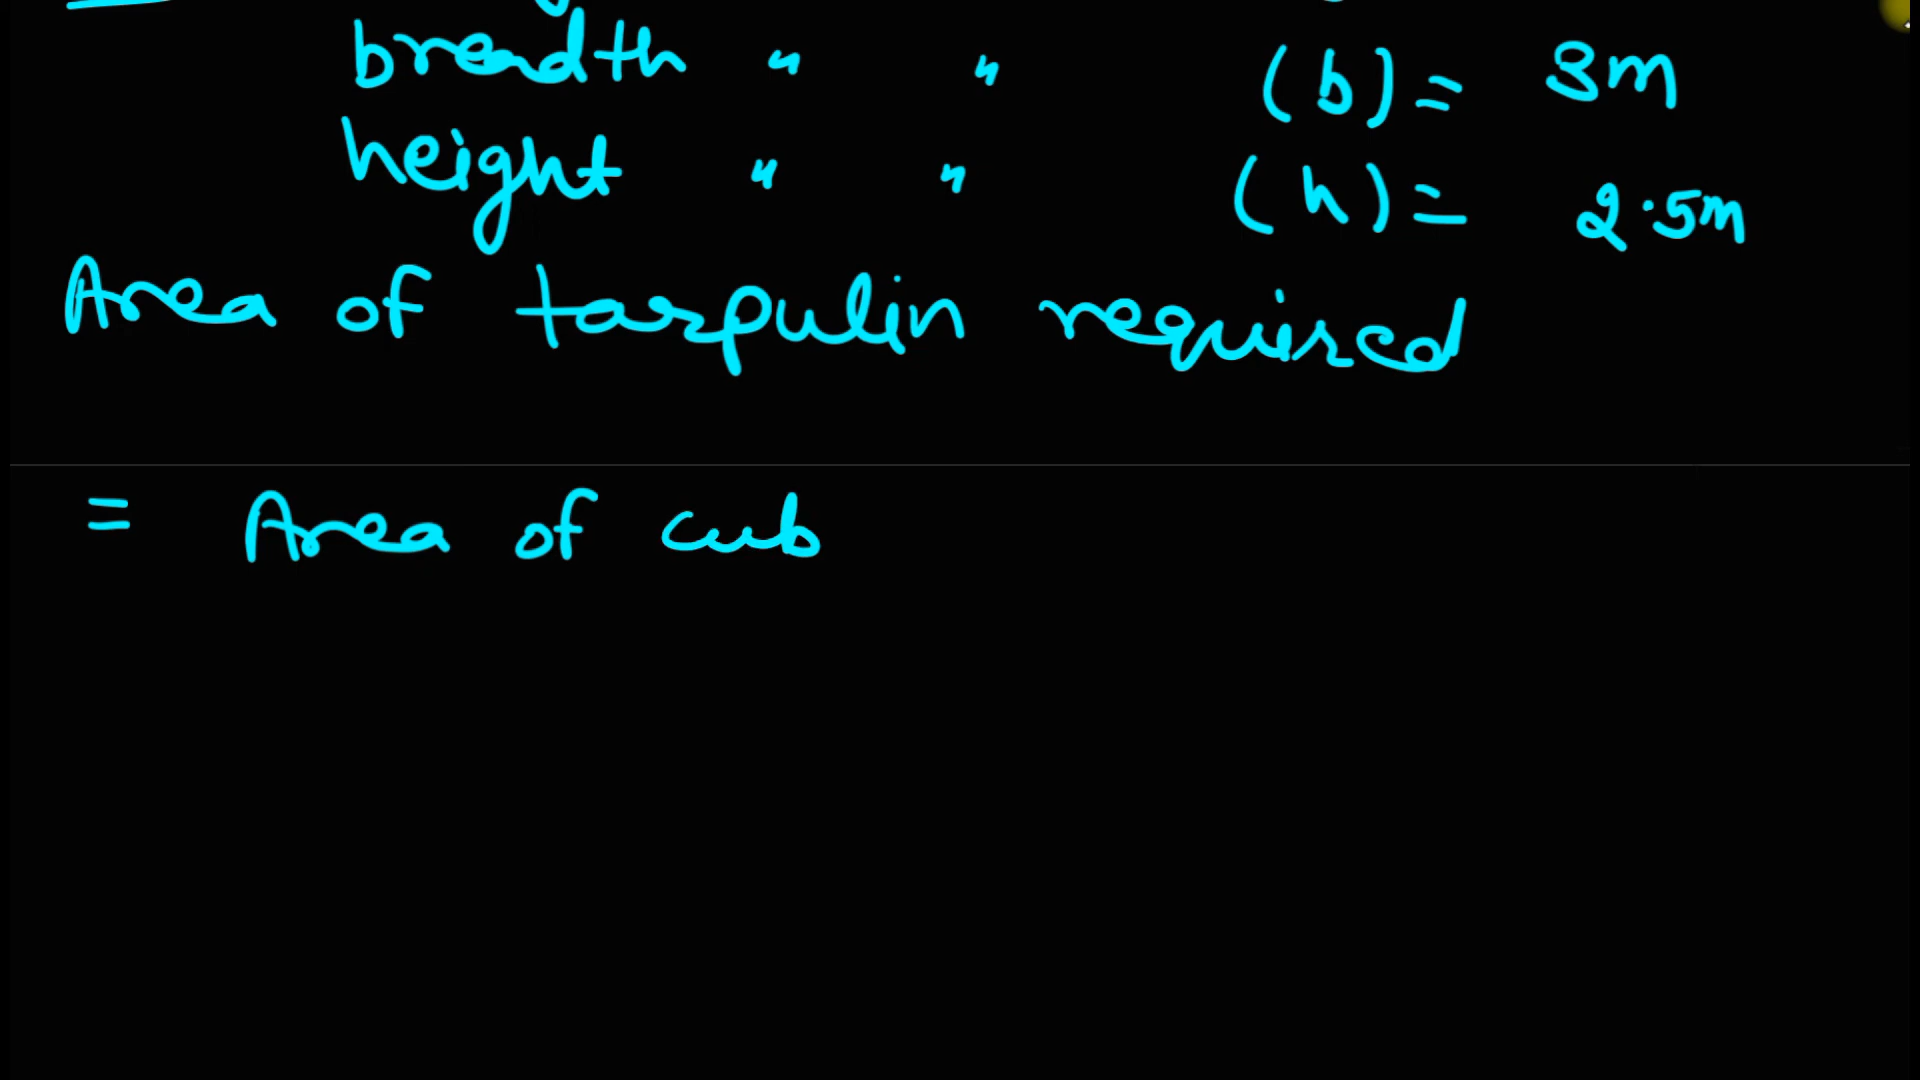 breadth " " (b) = 3m
height " " (h) = 2.5m
Area of tarpulin required
= Area of cub